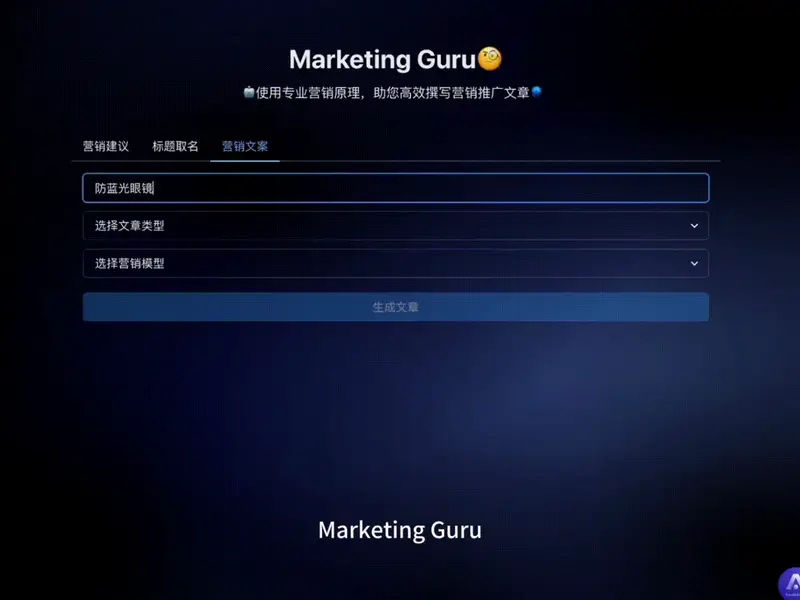 Marketing Guru🧐
🤖使用专业营销原理，助您高效撰写营销推广文章🌏
营销建议 标题取名 营销文案
防蓝光眼镜
选择文章类型
选择营销模型
生成文章
Marketing Guru